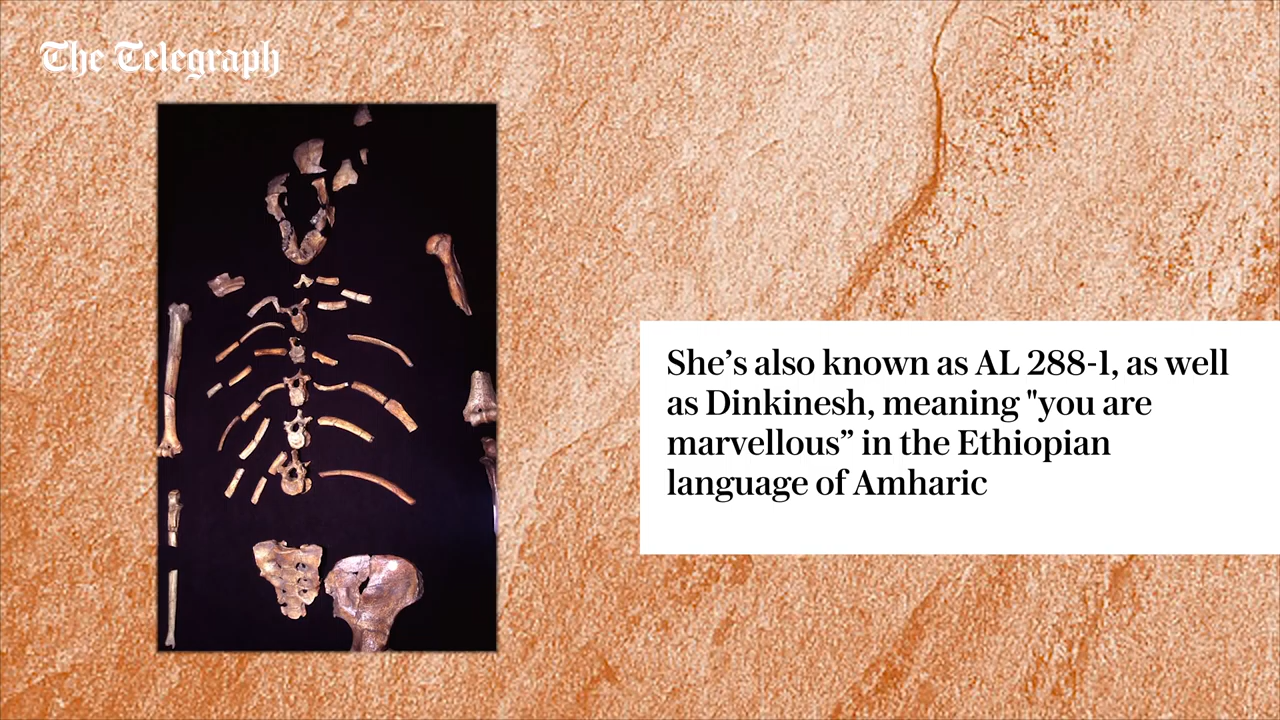 The Telegraph
She’s also known as AL 288-1, as well
as Dinkinesh, meaning "you are
marvellous” in the Ethiopian
language of Amharic